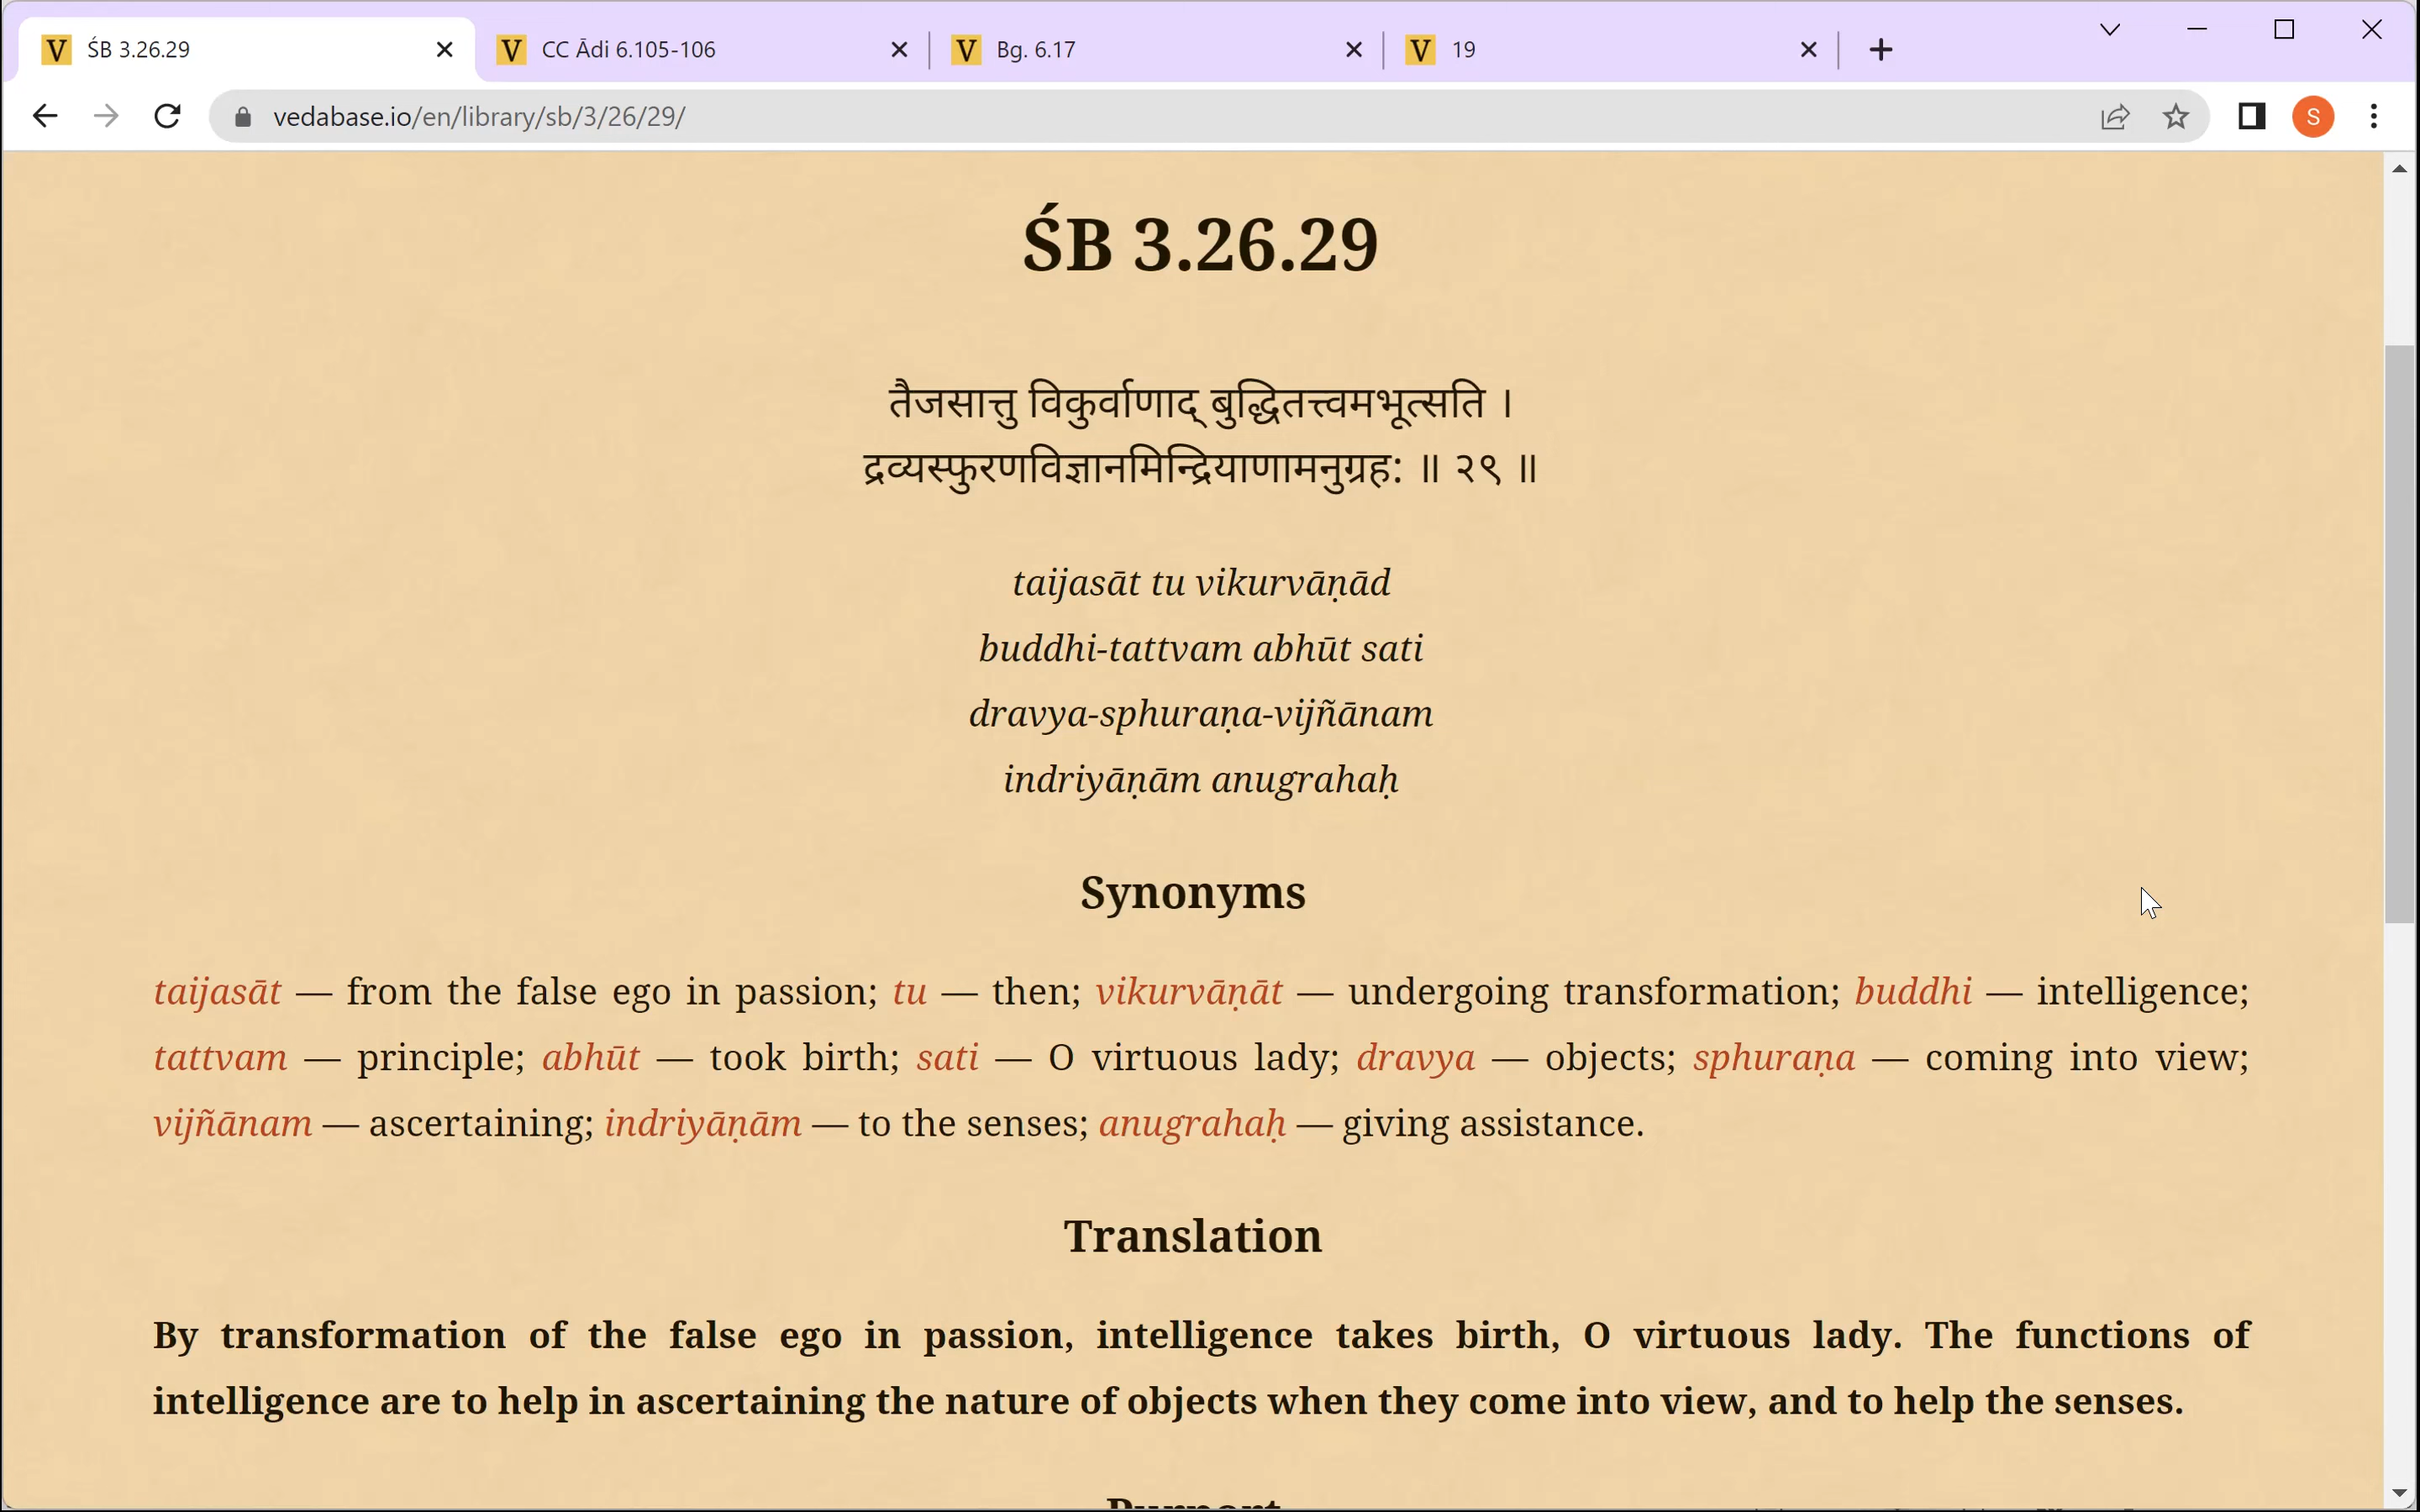 ŚB 3.26.29
CC Ādi 6.105-106
Bg. 6.17
19
vedabase.io/en/library/sb/3/26/29/
S
ŚB 3.26.29
तैजसात्तु विकुर्वाणाद् बुद्धितत्त्वमभूत्सति ।
द्रव्यस्फुरणविज्ञानमिन्द्रियाणामनुग्रह: ॥ २९ ॥
taijasāt tu vikurvāṇād
buddhi-tattvam abhūt sati
dravya-sphuraṇa-vijñānam
indriyāṇām anugrahaḥ
Synonyms
taijasāt — from the false ego in passion; tu — then; vikurvāṇāt — undergoing transformation; buddhi — intelligence;
tattvam — principle; abhūt — took birth; sati — O virtuous lady; dravya — objects; sphuraṇa — coming into view;
vijñānam — ascertaining; indriyāṇām — to the senses; anugrahaḥ — giving assistance.
Translation
By transformation of the false ego in passion, intelligence takes birth, O virtuous lady. The functions of
intelligence are to help in ascertaining the nature of objects when they come into view, and to help the senses.
Purport